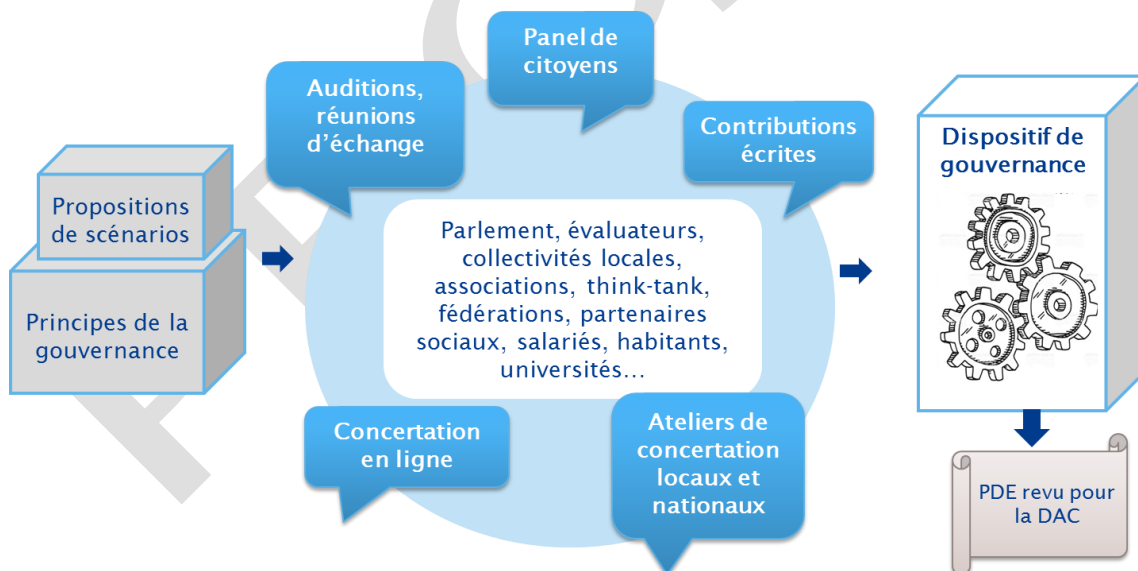 Panel de
citoyens
Auditions,
réunions
d'échange
Contributions
écrites
Dispositif de
gouvernance
Propositions
de scénarios
Principes de la
gouvernance
Parlement, évaluateurs,
collectivités locales,
associations, think-tank,
fédérations, partenaires
sociaux, salariés, habitants,
universités...
Concertation
en ligne
Ateliers de
concertation
locaux et
nationaux
PDE revu pour
la DAC